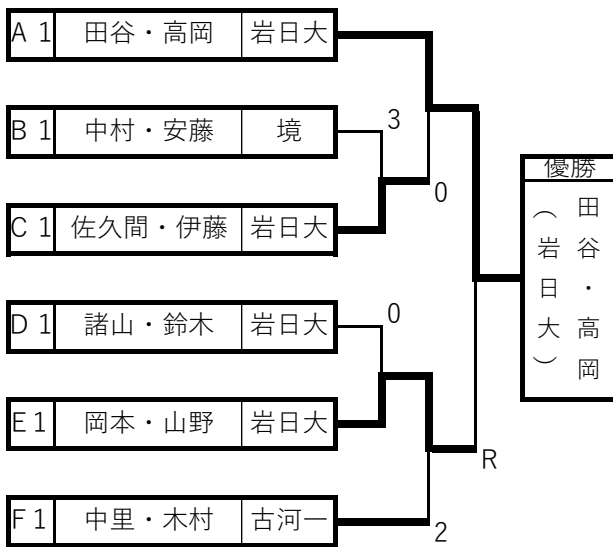 A 1 田谷・高岡 岩日大
B 1 中村・安藤 境
3
0
C 1 佐久間・伊藤 岩日大
D 1 諸山・鈴木 岩日大
0
E 1 岡本・山野 岩日大
R
F 1 中里・木村 古河一
2
優勝
田谷・高岡
（岩日大）